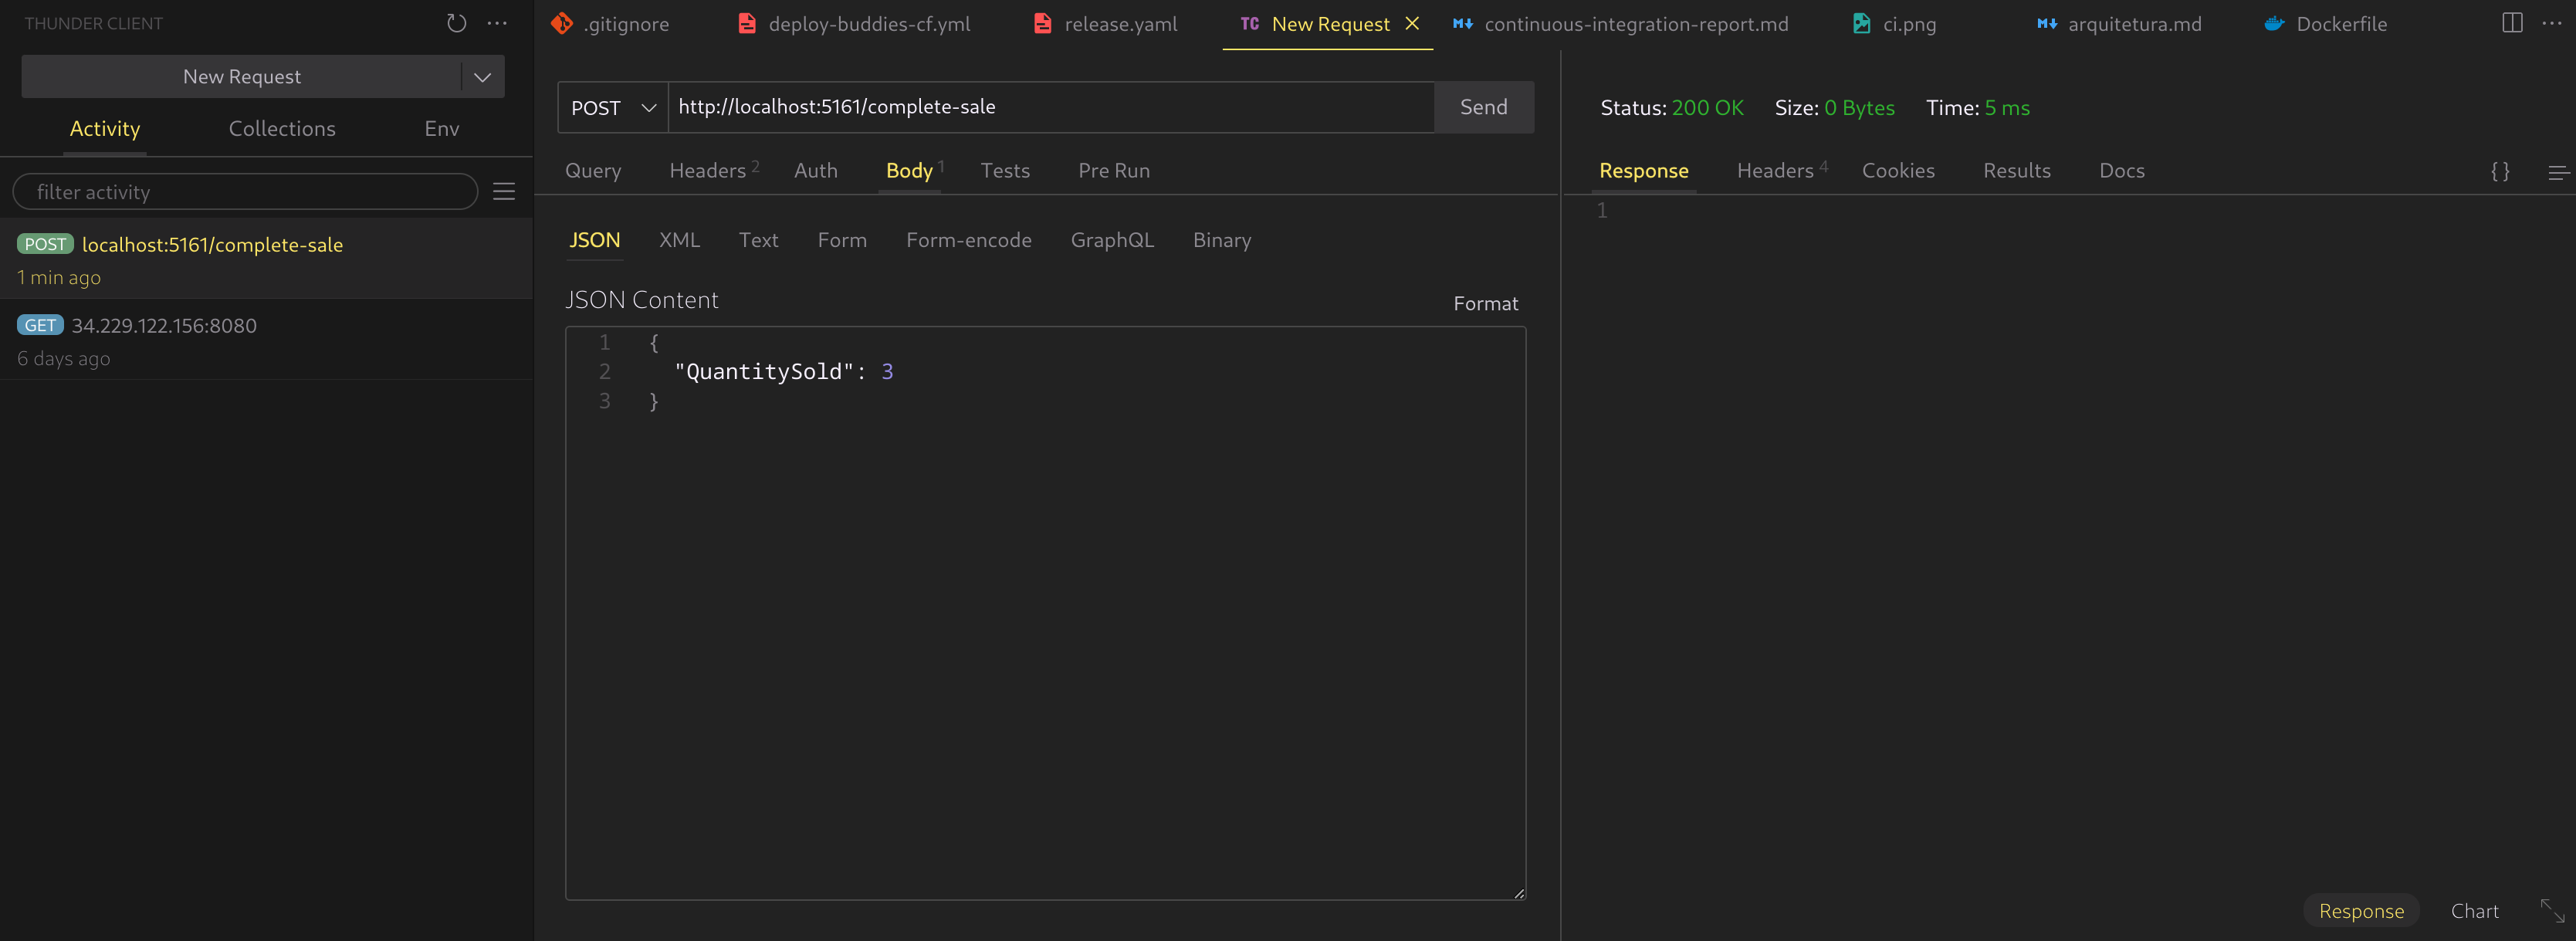 THUNDER CLIENT
New Request
Activity Collections Env
filter activity
POST localhost:5161/complete-sale
1 min ago
GET 34.229.122.156:8080
6 days ago
.gitignore deploy-buddies-cf.yml release.yaml TC New Request continuous-integration-report.md ci.png arquitetura.md Dockerfile
POST http://localhost:5161/complete-sale Send
Query Headers 2 Auth Body 1 Tests Pre Run
JSON XML Text Form Form-encode GraphQL Binary
JSON Content Format
1 {
2 "QuantitySold": 3
3 }
Status: 200 OK Size: 0 Bytes Time: 5 ms
Response Headers 4 Cookies Results Docs { }
1
Response Chart